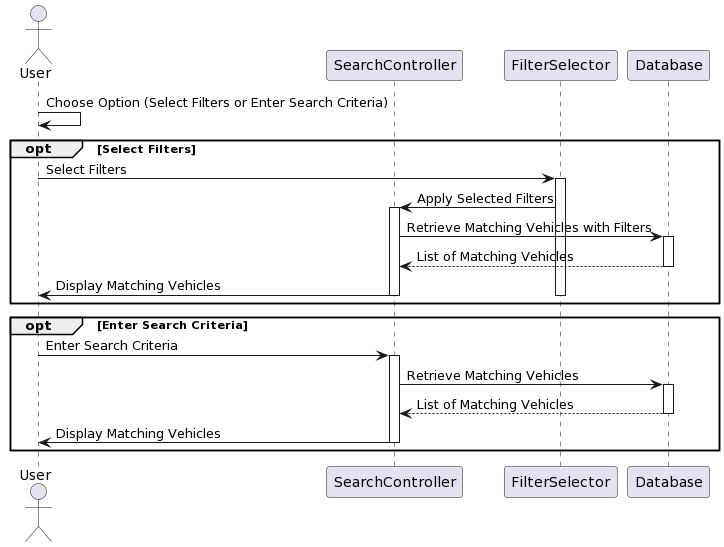 User
SearchController
FilterSelector
Database
Choose Option (Select Filters or Enter Search Criteria)
opt [Select Filters]
Select Filters
Apply Selected Filters
Retrieve Matching Vehicles with Filters
List of Matching Vehicles
Display Matching Vehicles
opt [Enter Search Criteria]
Enter Search Criteria
Retrieve Matching Vehicles
List of Matching Vehicles
Display Matching Vehicles
User
SearchController
FilterSelector
Database